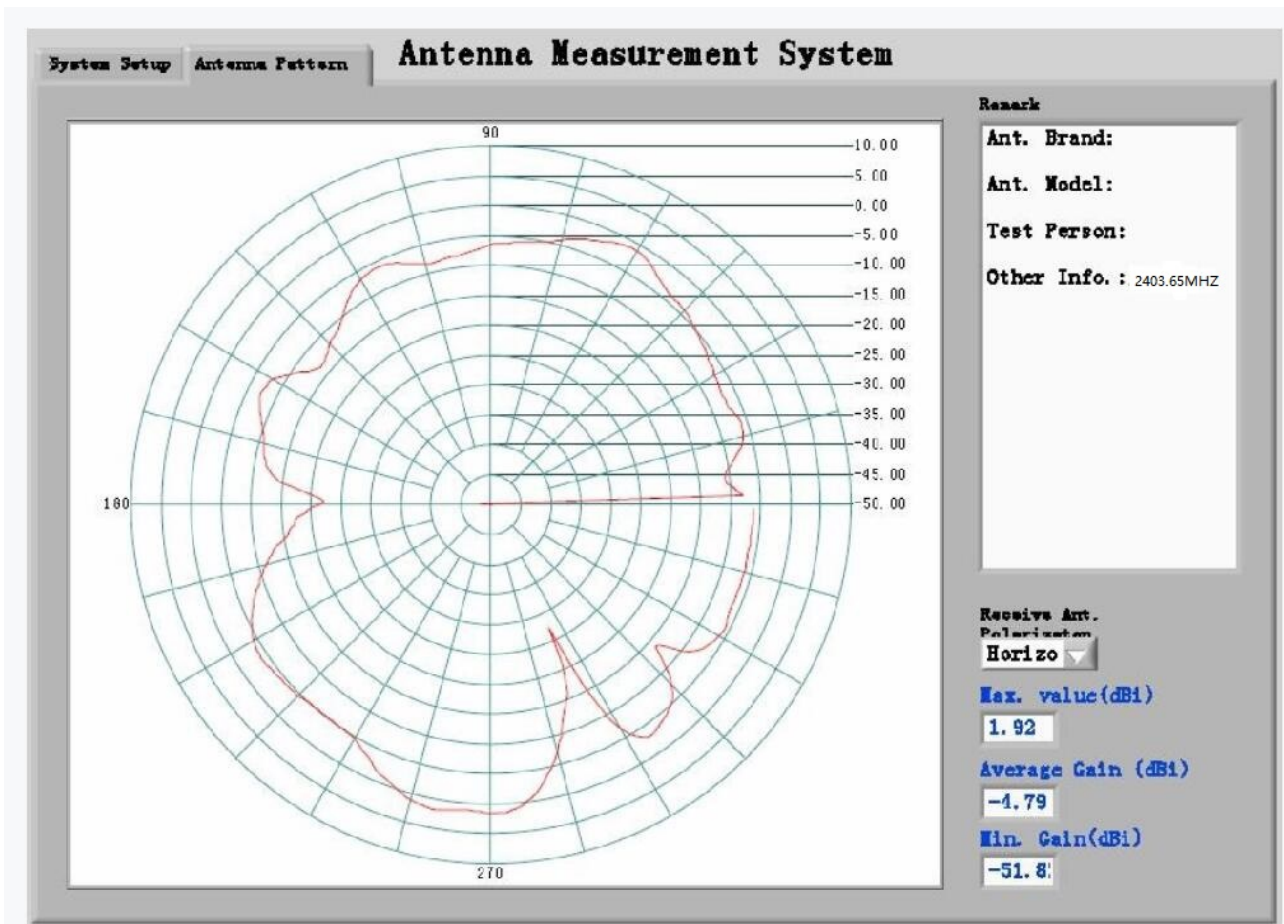 Antenna Measurement System
System Setup
Antenna Pattern
90
10.00
5.00
0.00
-5.00
-10.00
-15.00
-20.00
-25.00
-30.00
-35.00
-40.00
-45.00
-50.00
180
270
Remark
Ant. Brand:
Ant. Model:
Test Person:
Other Info.: 2403.65MHZ
Receive Ant.
Horizo
Max. value(dBi)
1.92
Average Gain (dBi)
-4.79
Min. Gain(dBi)
-51.8